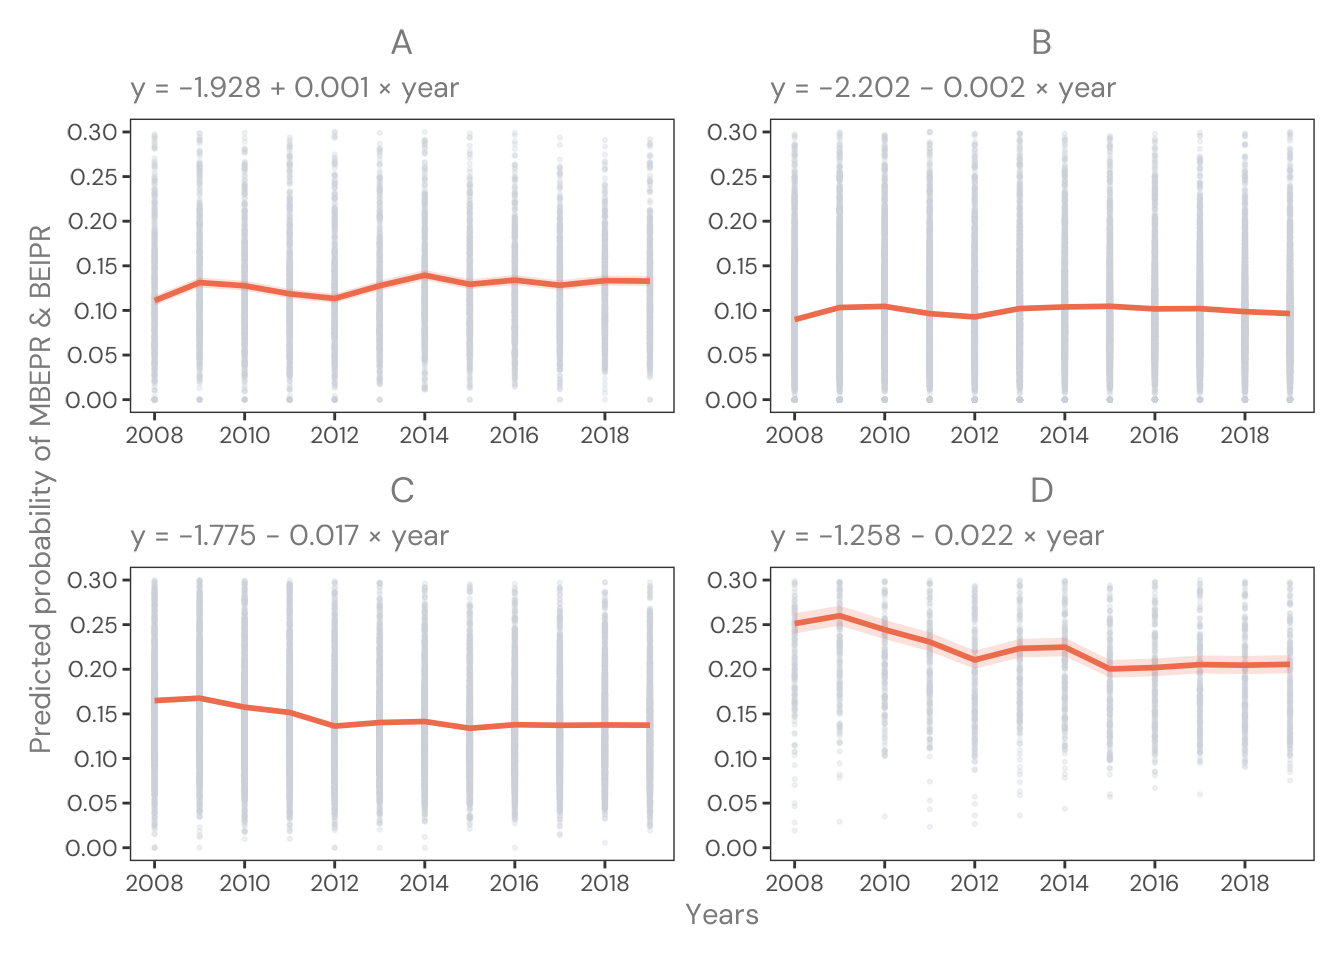 A
y = −1.928 + 0.001 × year
0.30
0.25
0.20
0.15
0.10
0.05
0.00
2008 2010 2012 2014 2016 2018
B
y = −2.202 − 0.002 × year
0.30
0.25
0.20
0.15
0.10
0.05
0.00
2008 2010 2012 2014 2016 2018
Predicted probability of MBEPR & BEIPR
C
y = −1.775 − 0.017 × year
0.30
0.25
0.20
0.15
0.10
0.05
0.00
2008 2010 2012 2014 2016 2018
D
y = −1.258 − 0.022 × year
0.30
0.25
0.20
0.15
0.10
0.05
0.00
2008 2010 2012 2014 2016 2018
Years